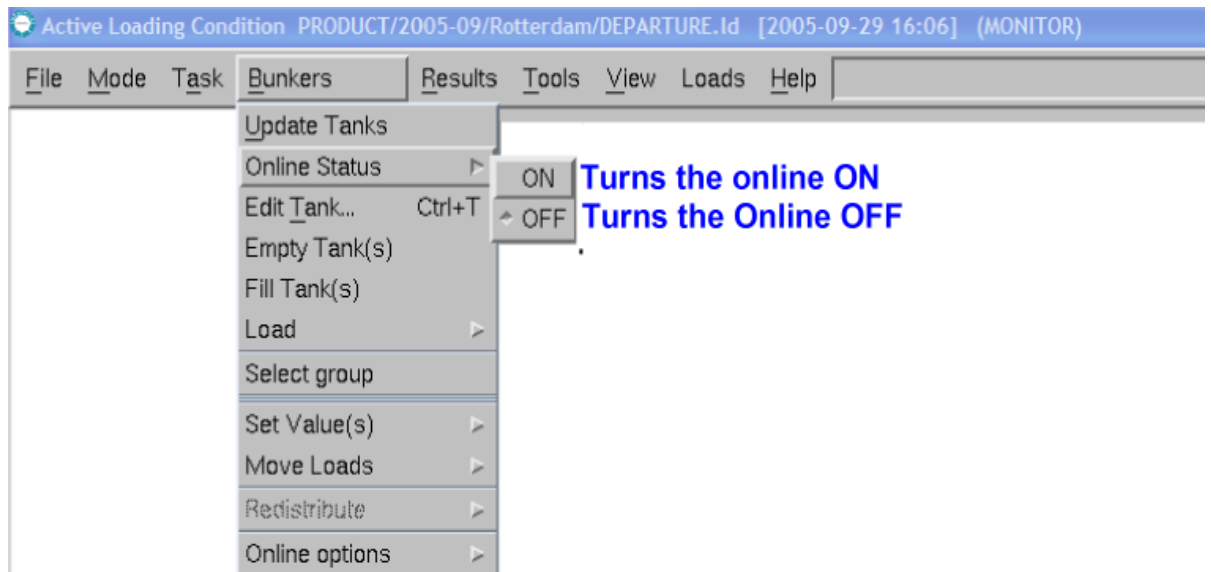 Active Loading Condition PRODUCT/2005-09/Rotterdam/DEPARTURE.ld [2005-09-29 16:06] (MONITOR)
File Mode Task Bunkers Results Tools View Loads Help
Update Tanks
Online Status
ON Turns the online ON
Edit Tank... Ctrl+T
OFF Turns the Online OFF
Empty Tank(s)
.
Fill Tank(s)
Load
Select group
Set Value(s)
Move Loads
Redistribute
Online options